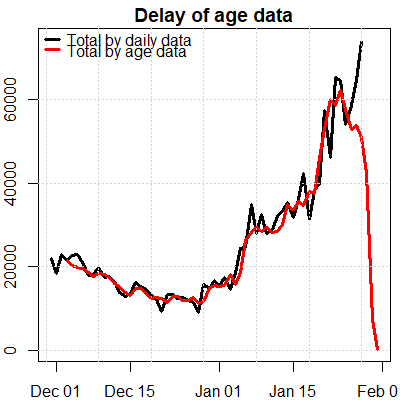 Delay of age data
Total by daily data
Total by age data
60000
40000
20000
0
Dec 01 Dec 15 Jan 01 Jan 15 Feb 0